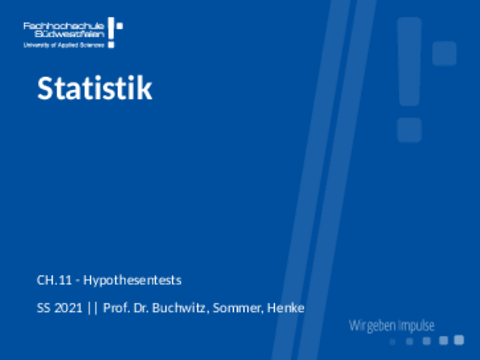 Fachhochschule
Südwestfalen
University of Applied Sciences
Statistik
CH.11 - Hypothesentests
SS 2021 || Prof. Dr. Buchwitz, Sommer, Henke
Wir geben Impulse